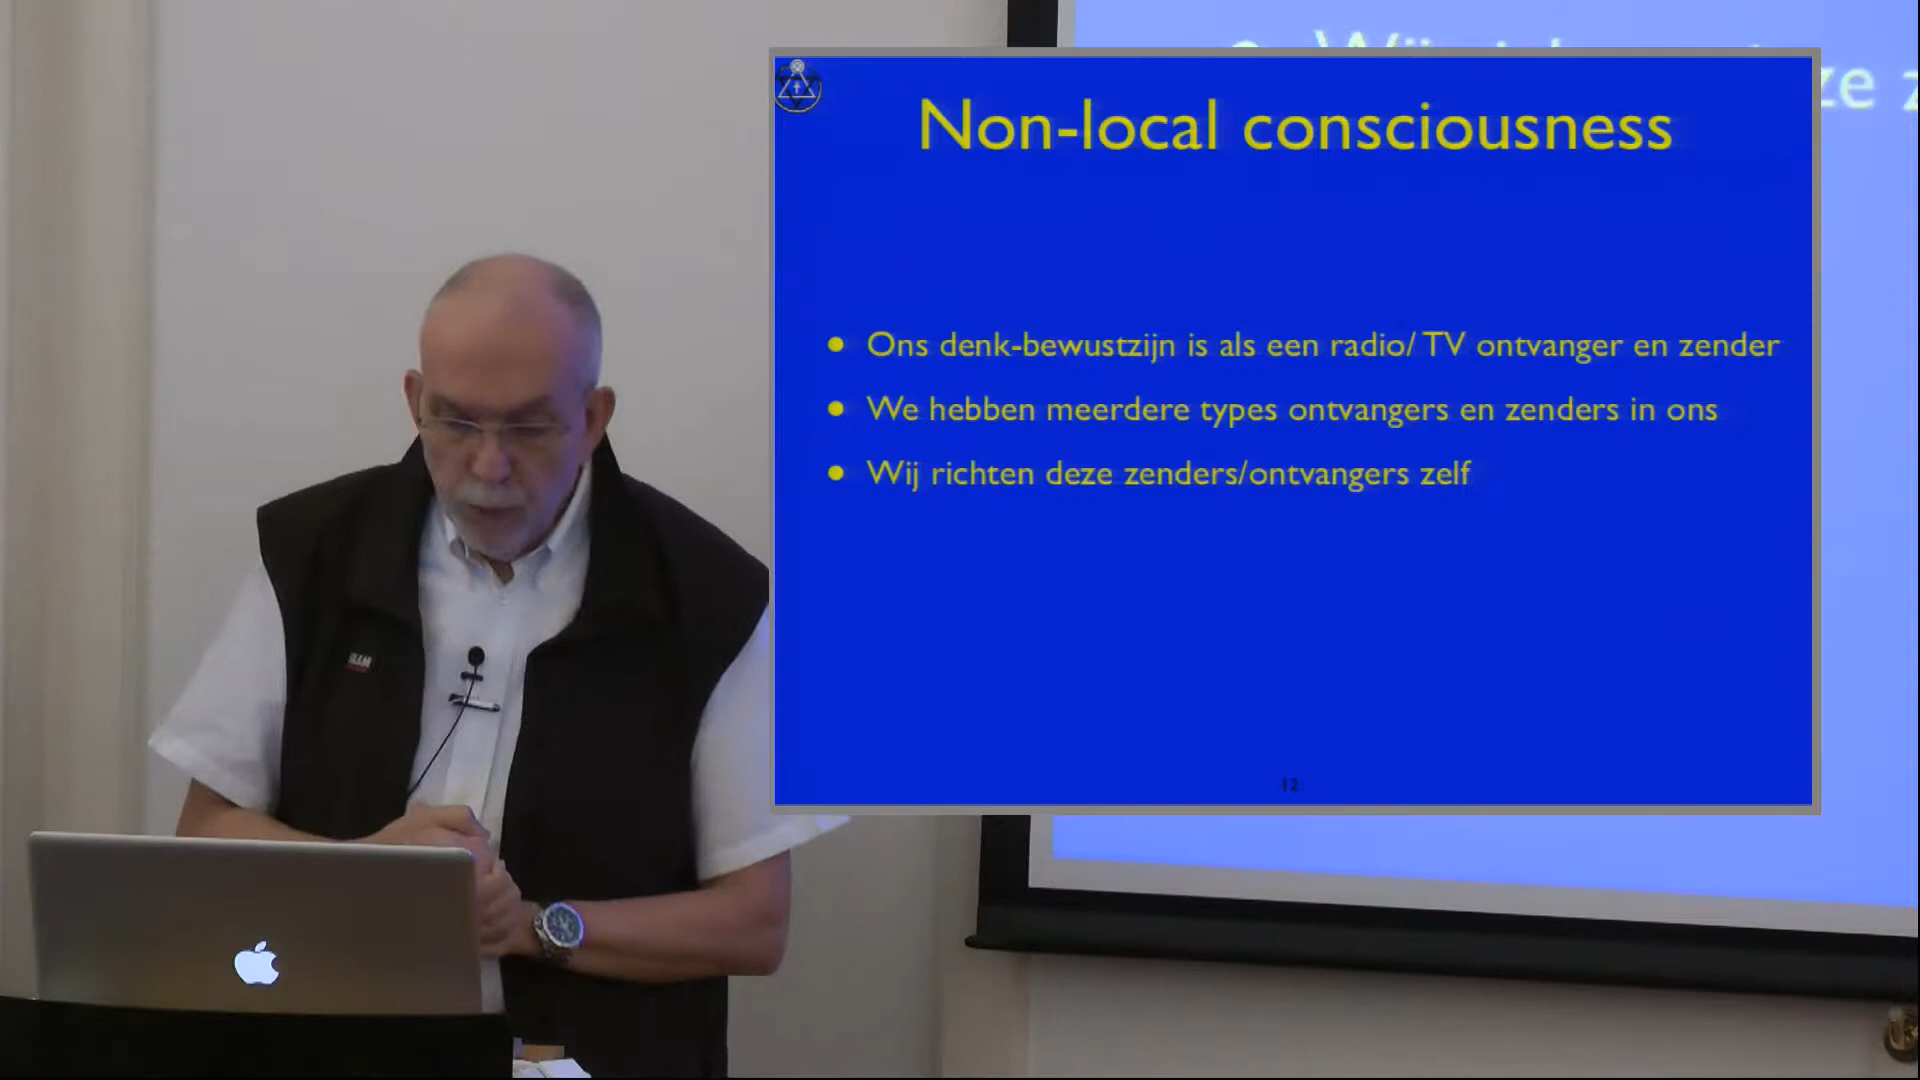 Non-local consciousness
Ons denk-bewustzijn is als een radio/TV ontvanger en zender
We hebben meerdere types ontvangers en zenders in ons
Wij richten deze zenders/ontvangers zelf
12
ze z